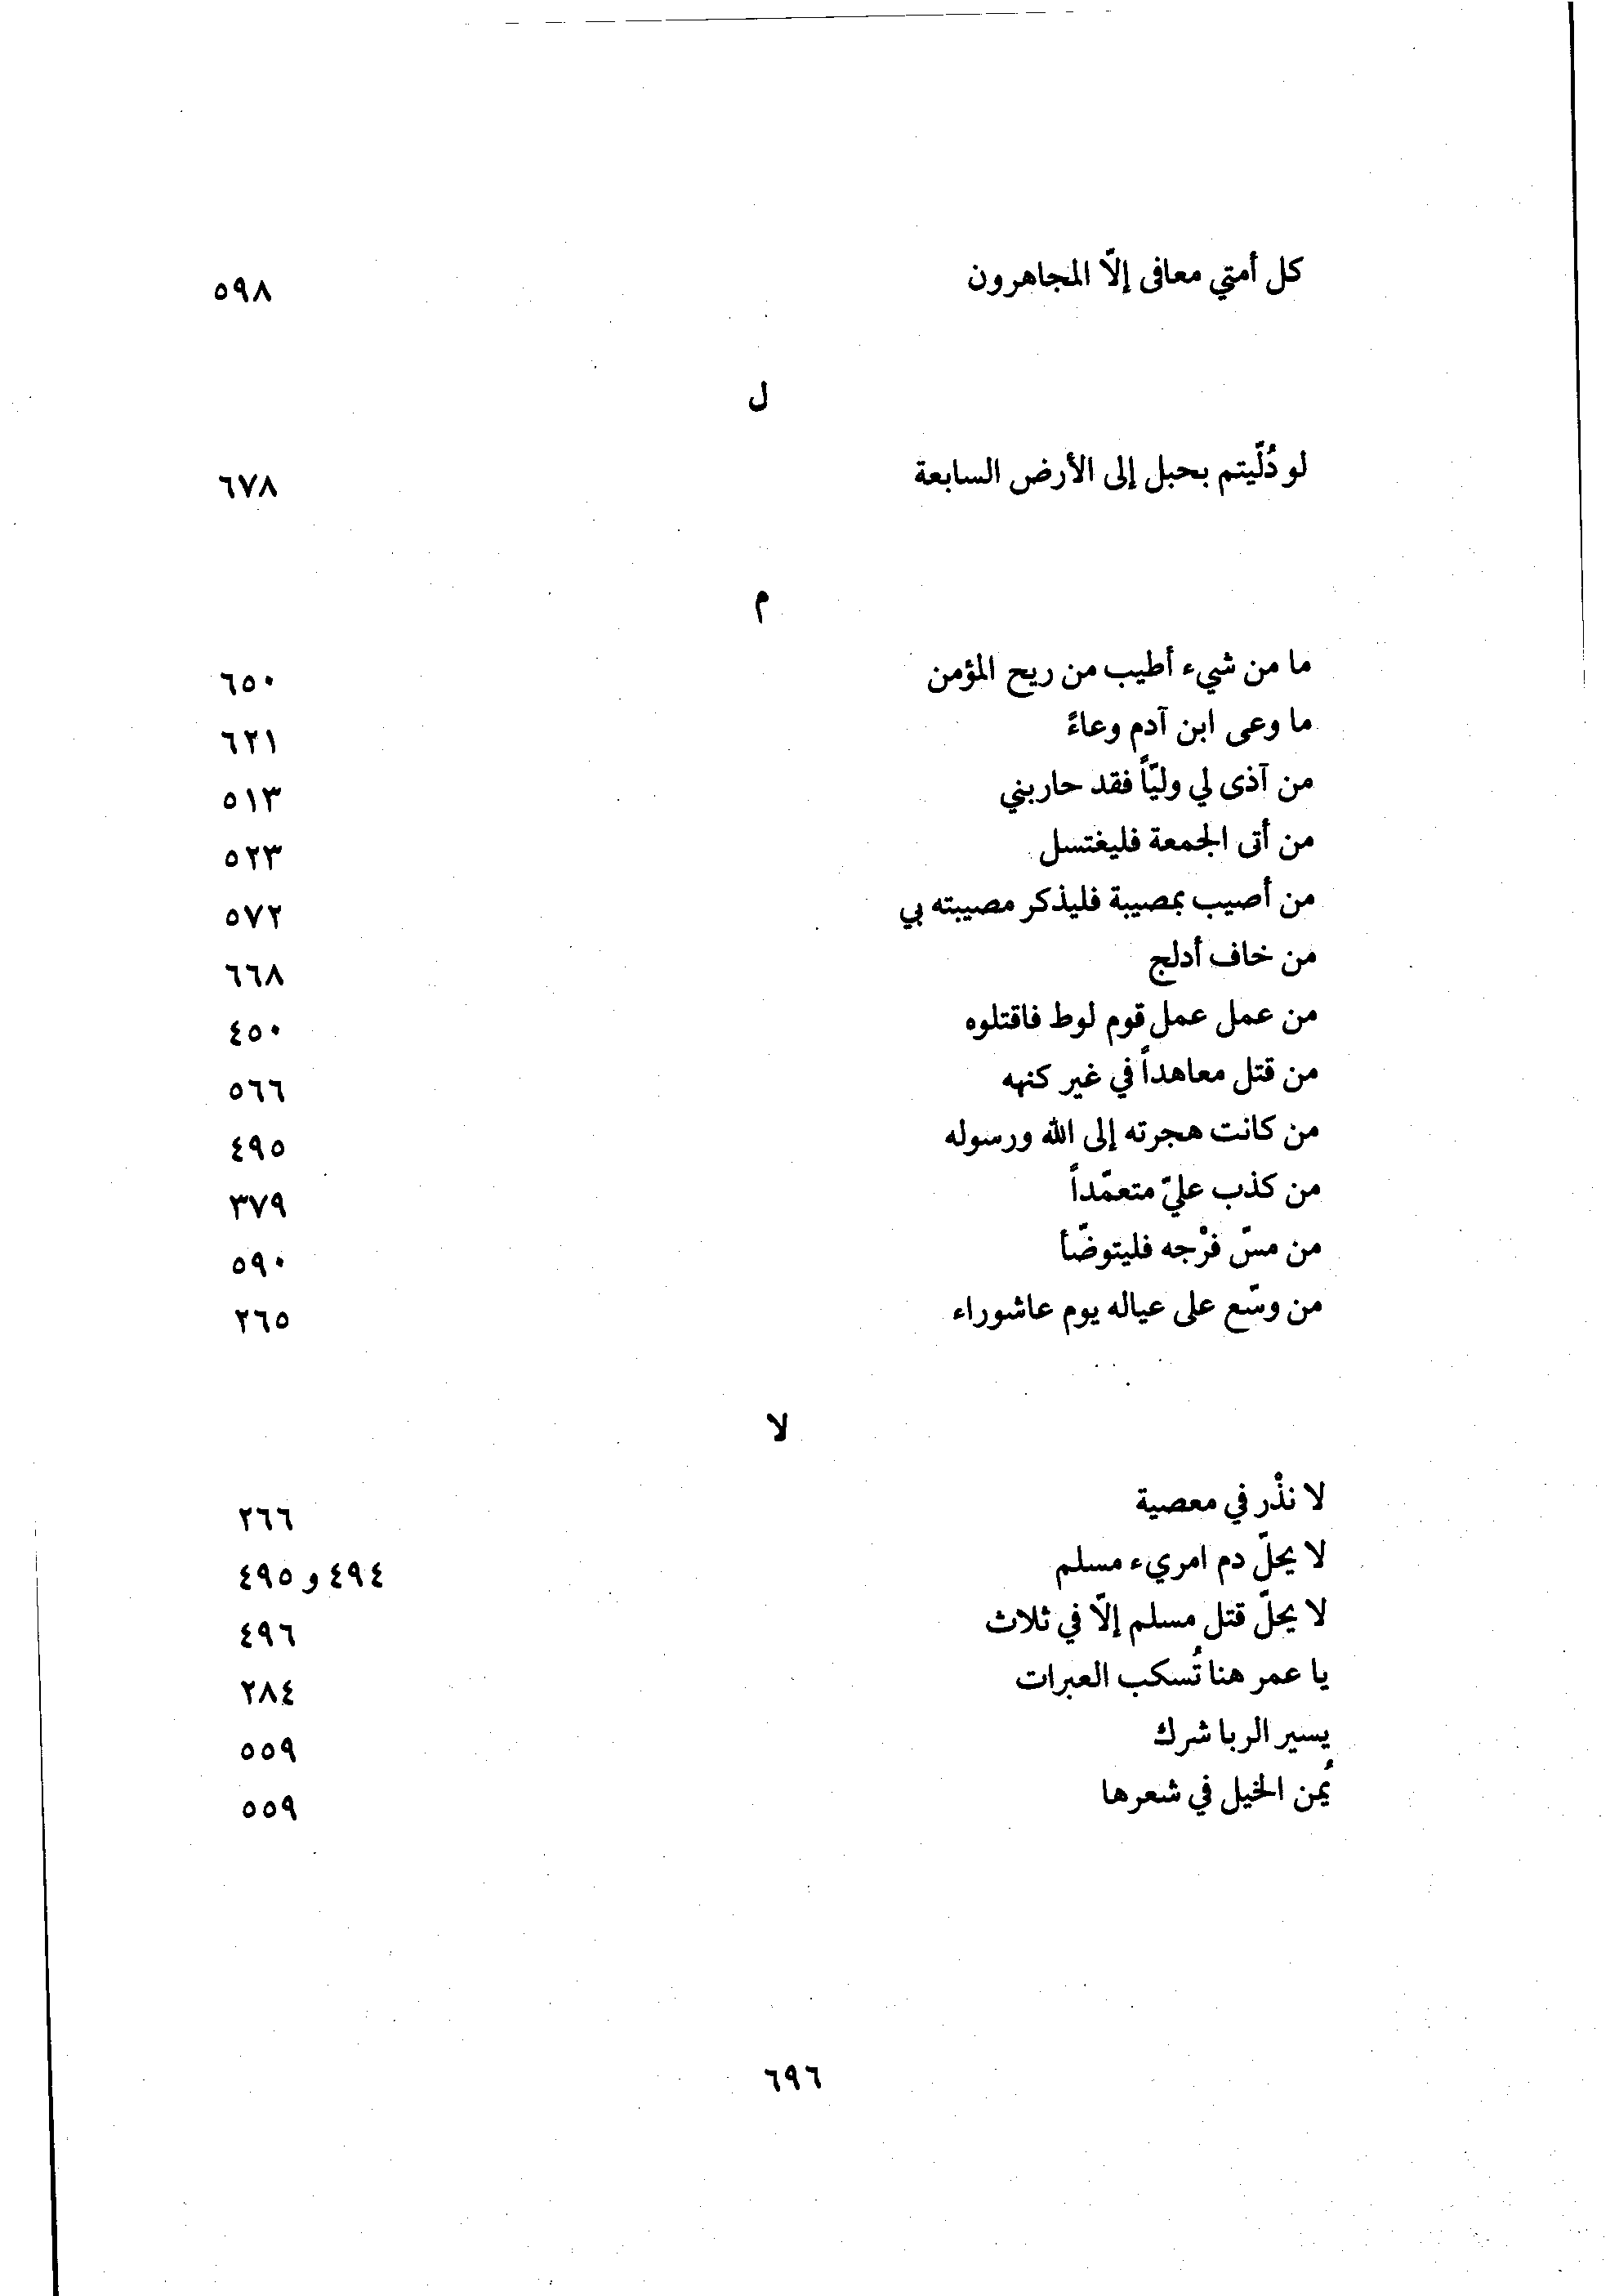 كل أمتي معافى إلّا المجاهرون ٥٩٨
ل
لو دُلّيتم بحبل إلى الأرض السابعة ٦٧٨
م
ما من شيء أطيب من ريح المؤمن ٦٥٠
ما وعى ابن آدم وعاءً ٦٢١
من آذى لي وليّاً فقد حاربني ٥١٣
من أتى الجمعة فليغتسل ٥٢٣
من أصيب بمصيبة فليذكر مصيبته بي ٥٧٢
من خاف أدلج ٦٦٨
من عمل عمل قوم لوط فاقتلوه ٤٥٠
من قتل معاهداً في غير كنهه ٥٦٦
من كانت هجرته إلى الله ورسوله ٤٩٥
من كذب عليّ متعمّداً ٣٧٩
من مسّ فرْجه فليتوضّأ ٥٩٠
من وسّع على عياله يوم عاشوراء ٢٦٥
لا
لا نذْر في معصية ٢٦٦
لا يحلّ دم امريء مسلم ٤٩٤ و ٤٩٥
لا يحلّ قتل مسلم إلّا في ثلاث ٤٩٦
يا عمر هنا تُسكب العبرات ٢٨٤
يسير الربا شرك ٥٥٩
يُمن الخيل في شعرها ٥٥٩
٦٩٦